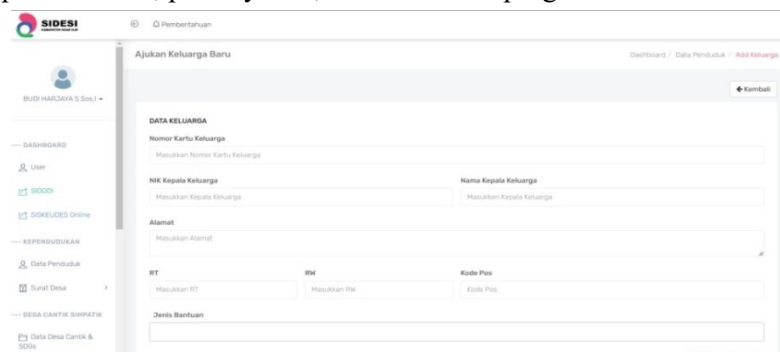 SIDESI
Pemberitahuan
Ajukan Keluarga Baru
Dashboard / Data Penduduk / Add Keluarga
BUDI HARJAYA S.Sos.I
Kembali
DATA KELUARGA
Nomor Kartu Keluarga
Masukkan Nomor Kartu Keluarga
--- DASHBOARD
User
NIK Kepala Keluarga Nama Kepala Keluarga
Masukkan Kepala Keluarga Masukkan Kepala Keluarga
SIDODI
SISKEUDES Online
Alamat
Masukkan Alamat
--- KEPENDUDUKAN
Data Penduduk
RT RW Kode Pos
Masukkan RT Masukkan RW Kode Pos
Surat Desa
Jenis Bantuan
--- DESA CANTIK SIMPATIK
Data Desa Cantik &
SDGs